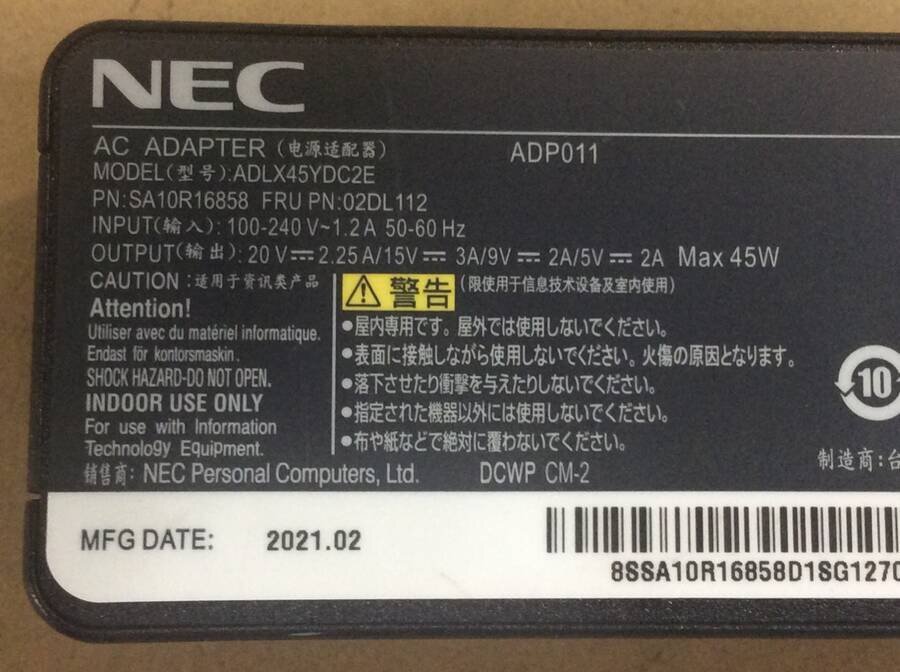 NEC
AC ADAPTER (电源适配器) ADP011
MODEL(型号):ADLX45YDC2E
PN:SA10R16858 FRU PN:02DL112
INPUT(输入):100-240 V~1.2 A 50-60 Hz
OUTPUT(输出):20 V⎓2.25 A/15V⎓3A/9V⎓2A/5V⎓2A Max 45W
CAUTION :适用于资讯类产品
Attention!
Utiliser avec du matériel informatique.
Endast för kontorsmaskin.
SHOCK HAZARD-DO NOT OPEN.
INDOOR USE ONLY
For use with Information
Technology Equipment.
警告 (限使用于信息技术设备及室内使用)
●屋内専用です。屋外では使用しないでください。
●表面に接触しながら使用しないでください。火傷の原因となります。
●落下させたり衝撃を与えたりしないでください。
●指定された機器以外には使用しないでください。
●布や紙などで絶対に覆わないでください。
10
销售商: NEC Personal Computers, Ltd. DCWP CM-2
制造商:台
MFG DATE: 2021.02
8SSA10R16858D1SG1270